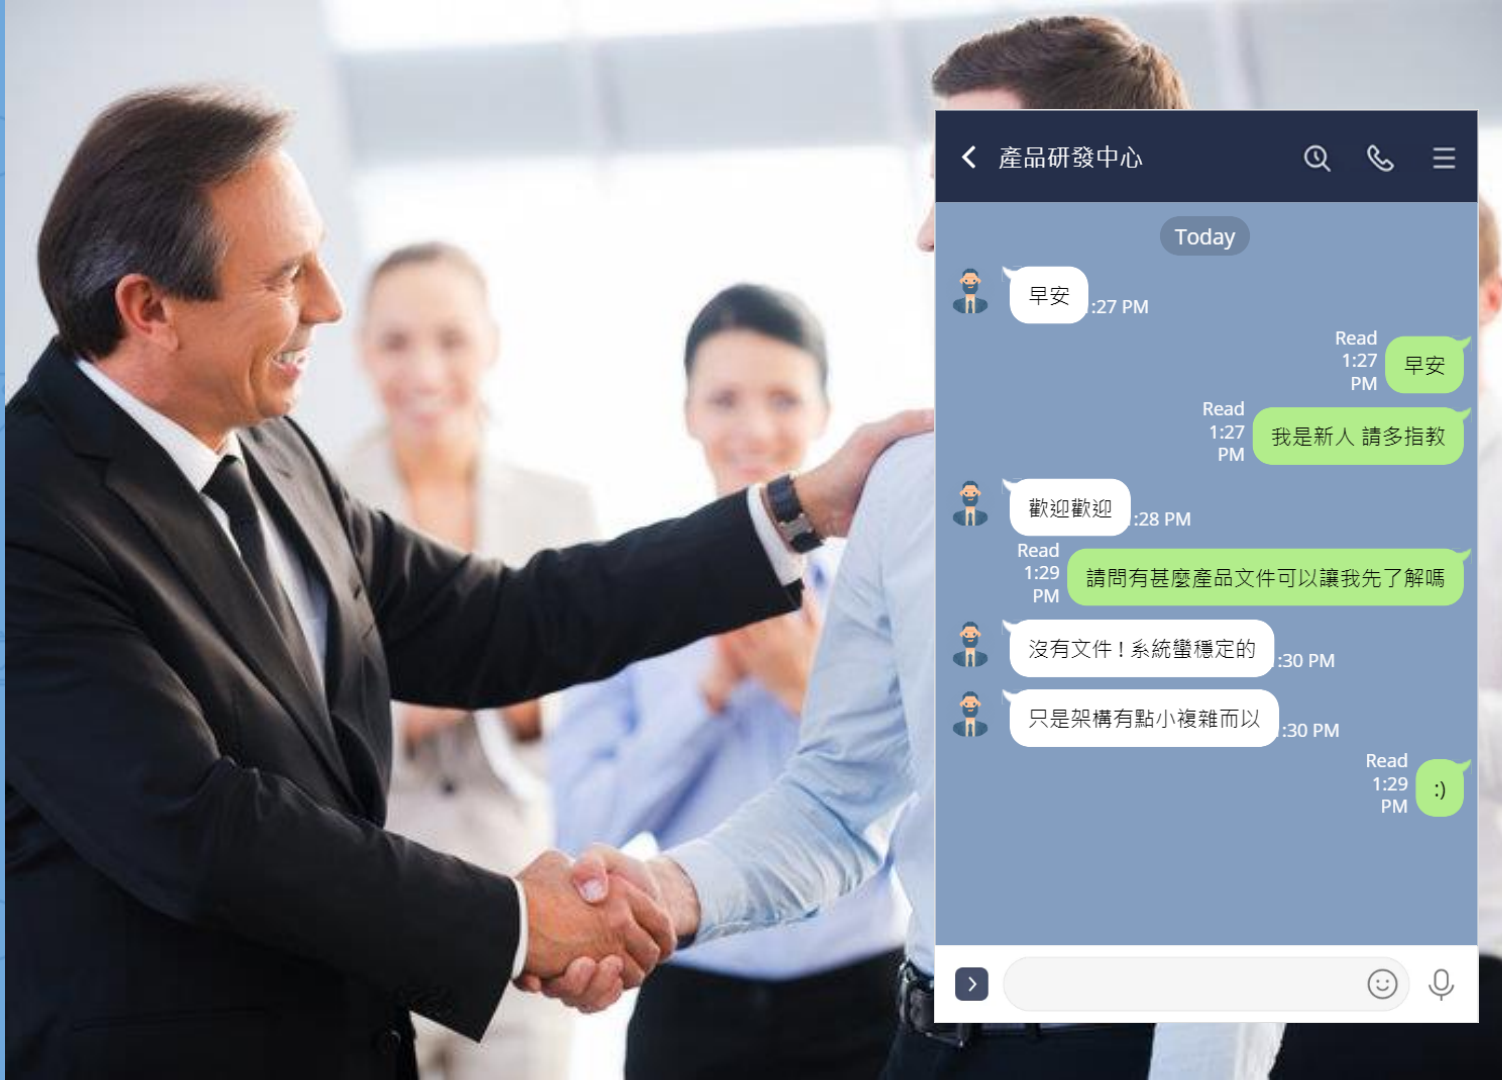 產品研發中心
Today
早安
:27 PM
Read
1:27
PM
早安
Read
1:27
PM
我是新人 請多指教
歡迎歡迎
:28 PM
Read
1:29
PM
請問有甚麼產品文件可以讓我先了解嗎
沒有文件！系統蠻穩定的
:30 PM
只是架構有點小複雜而以
:30 PM
Read
1:29
PM
:)